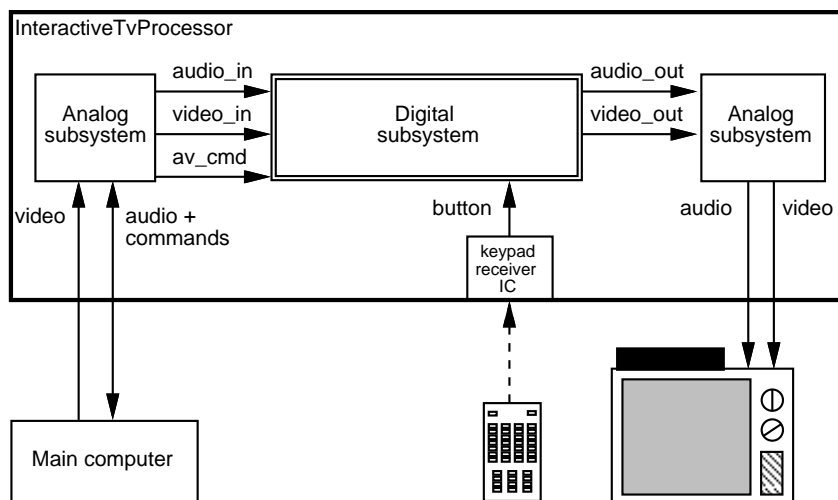 InteractiveTvProcessor
Analog
subsystem
audio_in
video_in
av_cmd
Digital
subsystem
audio_out
video_out
Analog
subsystem
video
audio +
commands
button
keypad
receiver
IC
audio
video
Main computer